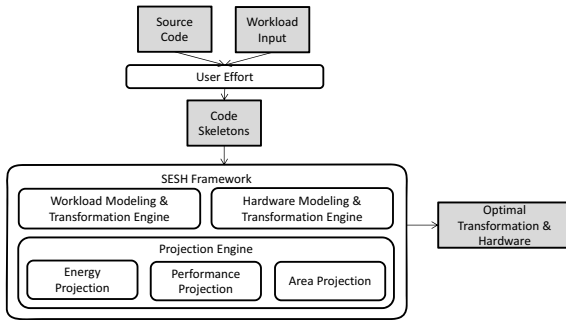 Source
Code
Workload
Input
User Effort
Code
Skeletons
SESH Framework
Workload Modeling &
Transformation Engine
Hardware Modeling &
Transformation Engine
Projection Engine
Energy
Projection
Performance
Projection
Area Projection
Optimal
Transformation &
Hardware